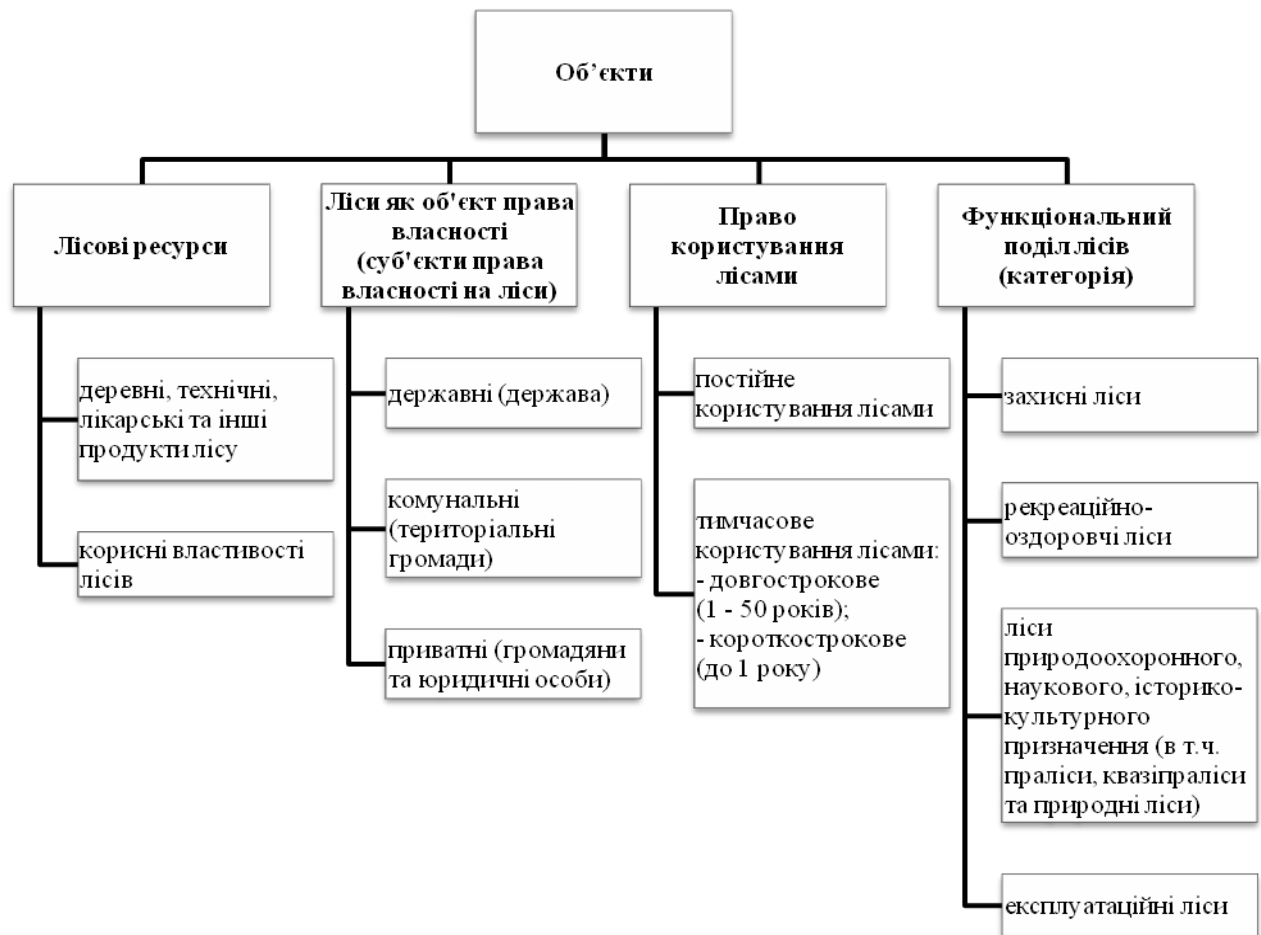 Об’єкти
Лісові ресурси
деревні, технічні,
лікарські та інші
продукти лісу
корисні властивості
лісів
Ліси як об'єкт права
власності
(суб'єкти права
власності на ліси)
державні (держава)
комунальні
(територіальні
громади)
приватні (громадяни
та юридичні особи)
Право
користування
лісами
постійне
користування лісами
тимчасове
користування лісами:
- довгострокове
(1 - 50 років);
- короткострокове
(до 1 року)
Функціональний
поділ лісів
(категорія)
захисні ліси
рекреаційно-
оздоровчі ліси
ліси
природоохоронного,
наукового, історико-
культурного
призначення (в т.ч.
праліси, квазіпраліси
та природні ліси)
експлуатаційні ліси